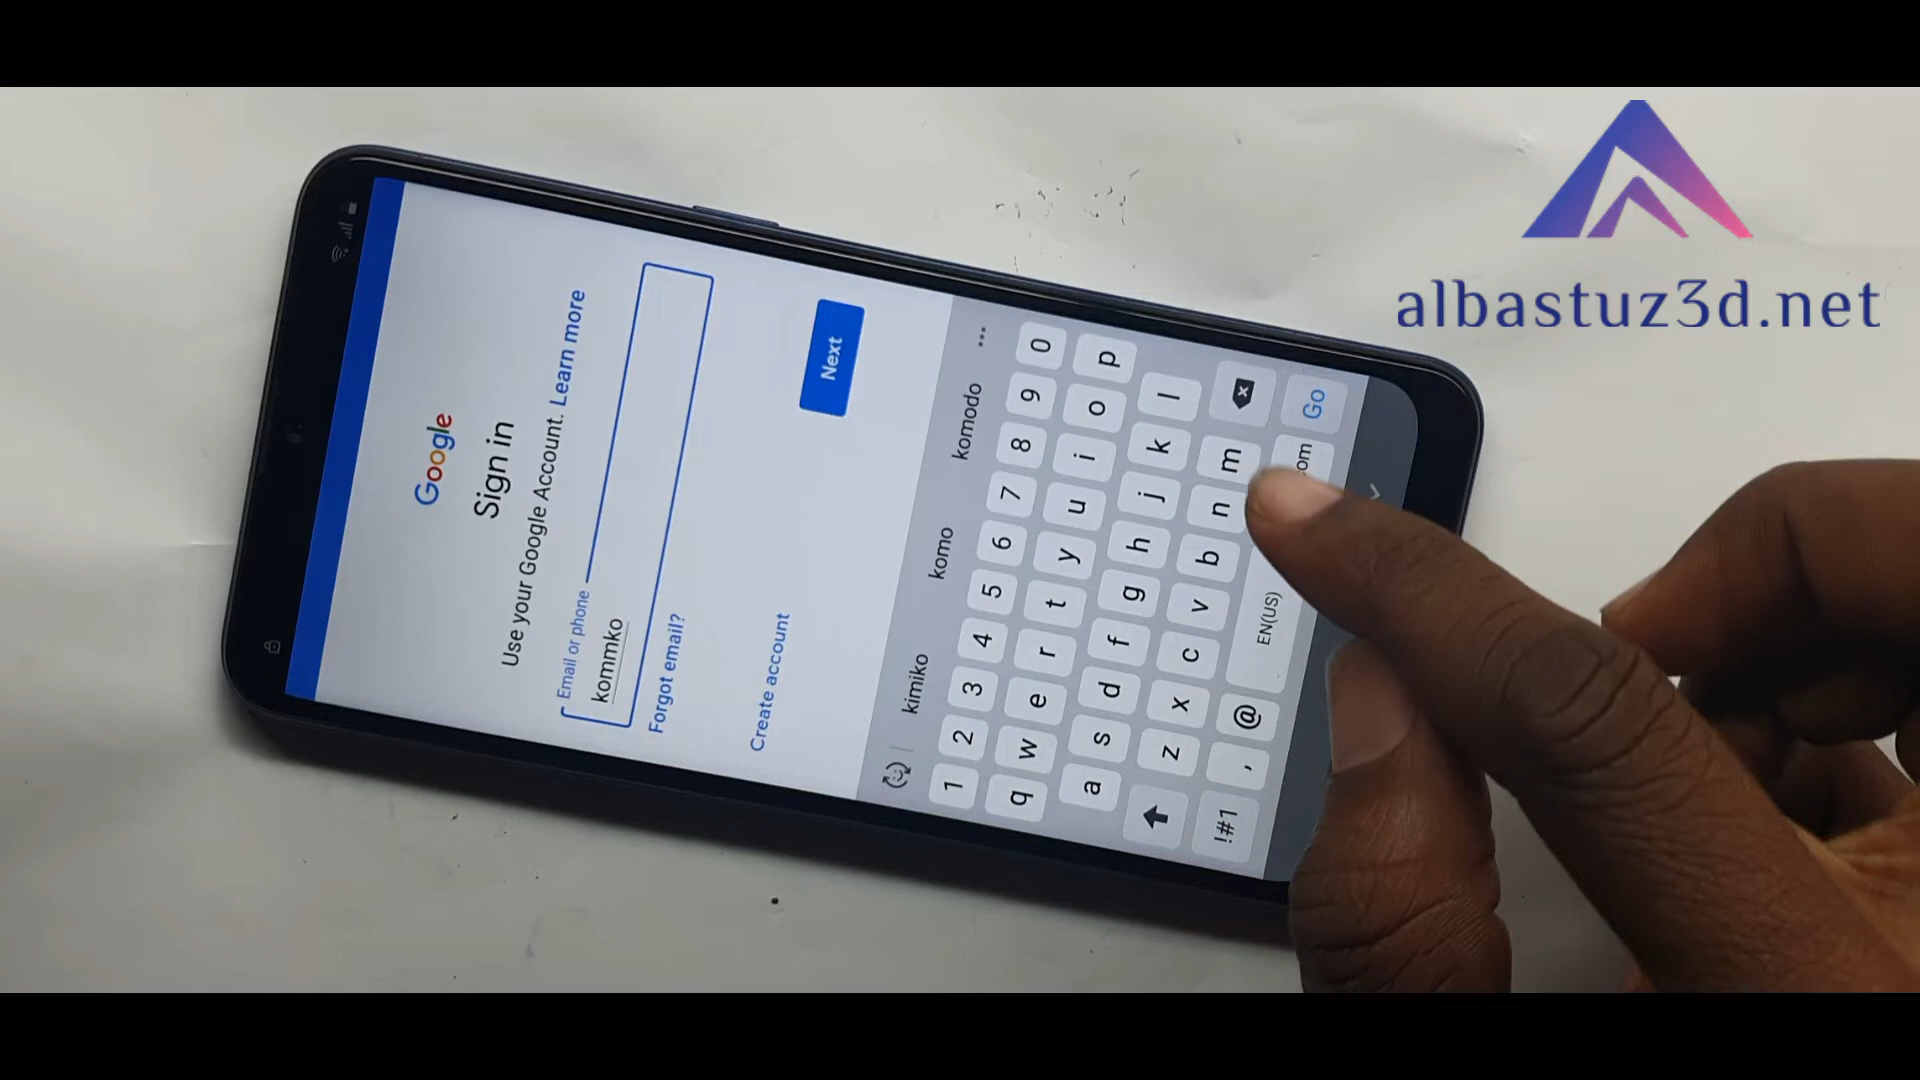 albastuz3d.net
Google
Sign in
Use your Google Account. Learn more
Email or phone
kommko
Forgot email?
Create account
Next
kimiko komo komodo
1 2 3 4 5 6 7 8 9 0
q w e r t y u i o p
a s d f g h j k l
z x c v b n m
!#1 , @ EN(US) com Go